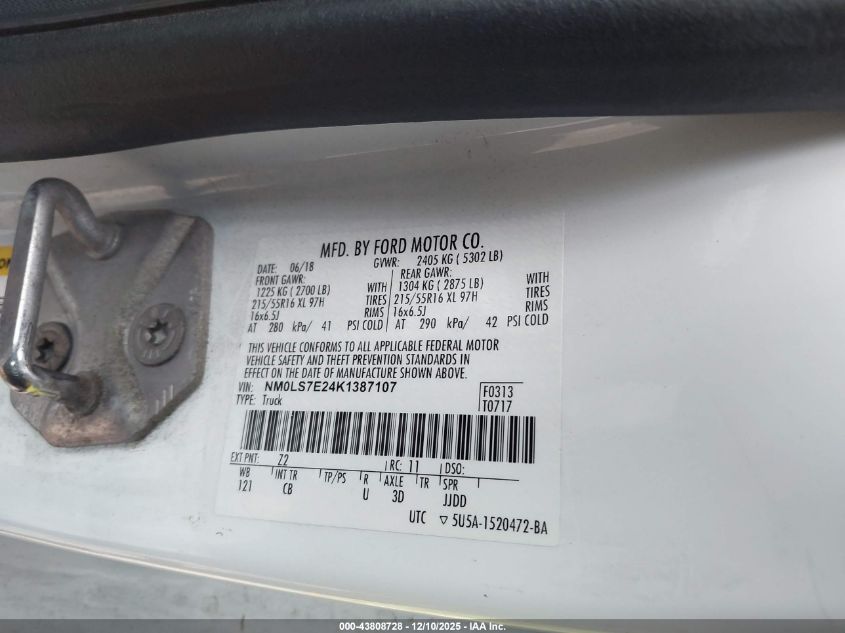 MFD. BY FORD MOTOR CO.
DATE: 06/18 GVWR: 2405 KG ( 5302 LB)
FRONT GAWR: REAR GAWR:
1225 KG ( 2700 LB) WITH 1304 KG ( 2875 LB) WITH
215/55R16 XL 97H TIRES 215/55R16 XL 97H TIRES
16x6.5J RIMS 16x6.5J RIMS
AT 280 kPa/ 41 PSI COLD AT 290 kPa/ 42 PSI COLD
THIS VEHICLE CONFORMS TO ALL APPLICABLE FEDERAL MOTOR
VEHICLE SAFETY AND THEFT PREVENTION STANDARDS IN
EFFECT ON THE DATE OF MANUFACTURE SHOWN ABOVE.
VIN: NM0LS7E24K1387107 F0313
TYPE: Truck T0717
EXT PNT: Z2 RC: 11 DSO:
WB INT TR TP/PS R AXLE TR SPR
121 CB U 3D JJDD
UTC ▽ 5U5A-1520472-BA
000-43808728 - 12/10/2025 - IAA Inc.